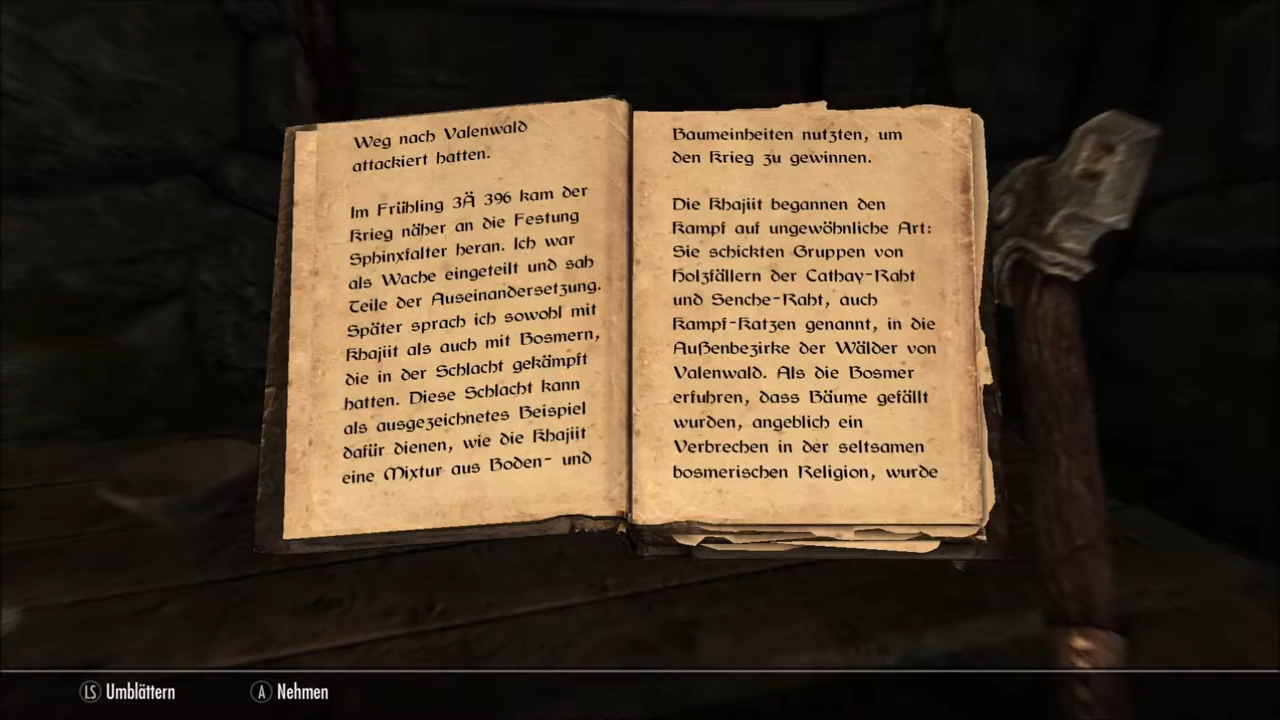 Weg nach Valenwald
attackiert hatten.
Im Frühling 3Ä 396 kam der
Krieg näher an die Festung
Sphinxfalter heran. Ich war
als Wache eingeteilt und sah
Teile der Auseinandersetzung.
Später sprach ich sowohl mit
Khajiit als auch mit Bosmern,
die in der Schlacht gekämpft
hatten. Diese Schlacht kann
als ausgezeichnetes Beispiel
dafür dienen, wie die Khajiit
eine Mixtur aus Boden- und
Baumeinheiten nutzten, um
den Krieg zu gewinnen.
Die Khajiit begannen den
Kampf auf ungewöhnliche Art:
Sie schickten Gruppen von
Holzfällern der Cathay-Raht
und Senche-Raht, auch
Kampf-Katzen genannt, in die
Außenbezirke der Wälder von
Valenwald. Als die Bosmer
erfuhren, dass Bäume gefällt
wurden, angeblich ein
Verbrechen in der seltsamen
bosmerischen Religion, wurde
LS Umblättern
A Nehmen